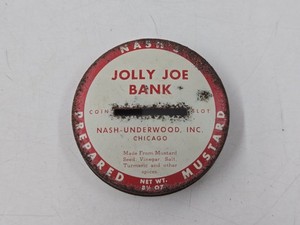 NASH'S
JOLLY JOE
BANK
COIN SLOT
NASH-UNDERWOOD, INC.
CHICAGO
Made From Mustard
Seed, Vinegar, Salt,
Turmeric and other
spices.
PREPARED MUSTARD
NET WT.
8½ OZ.